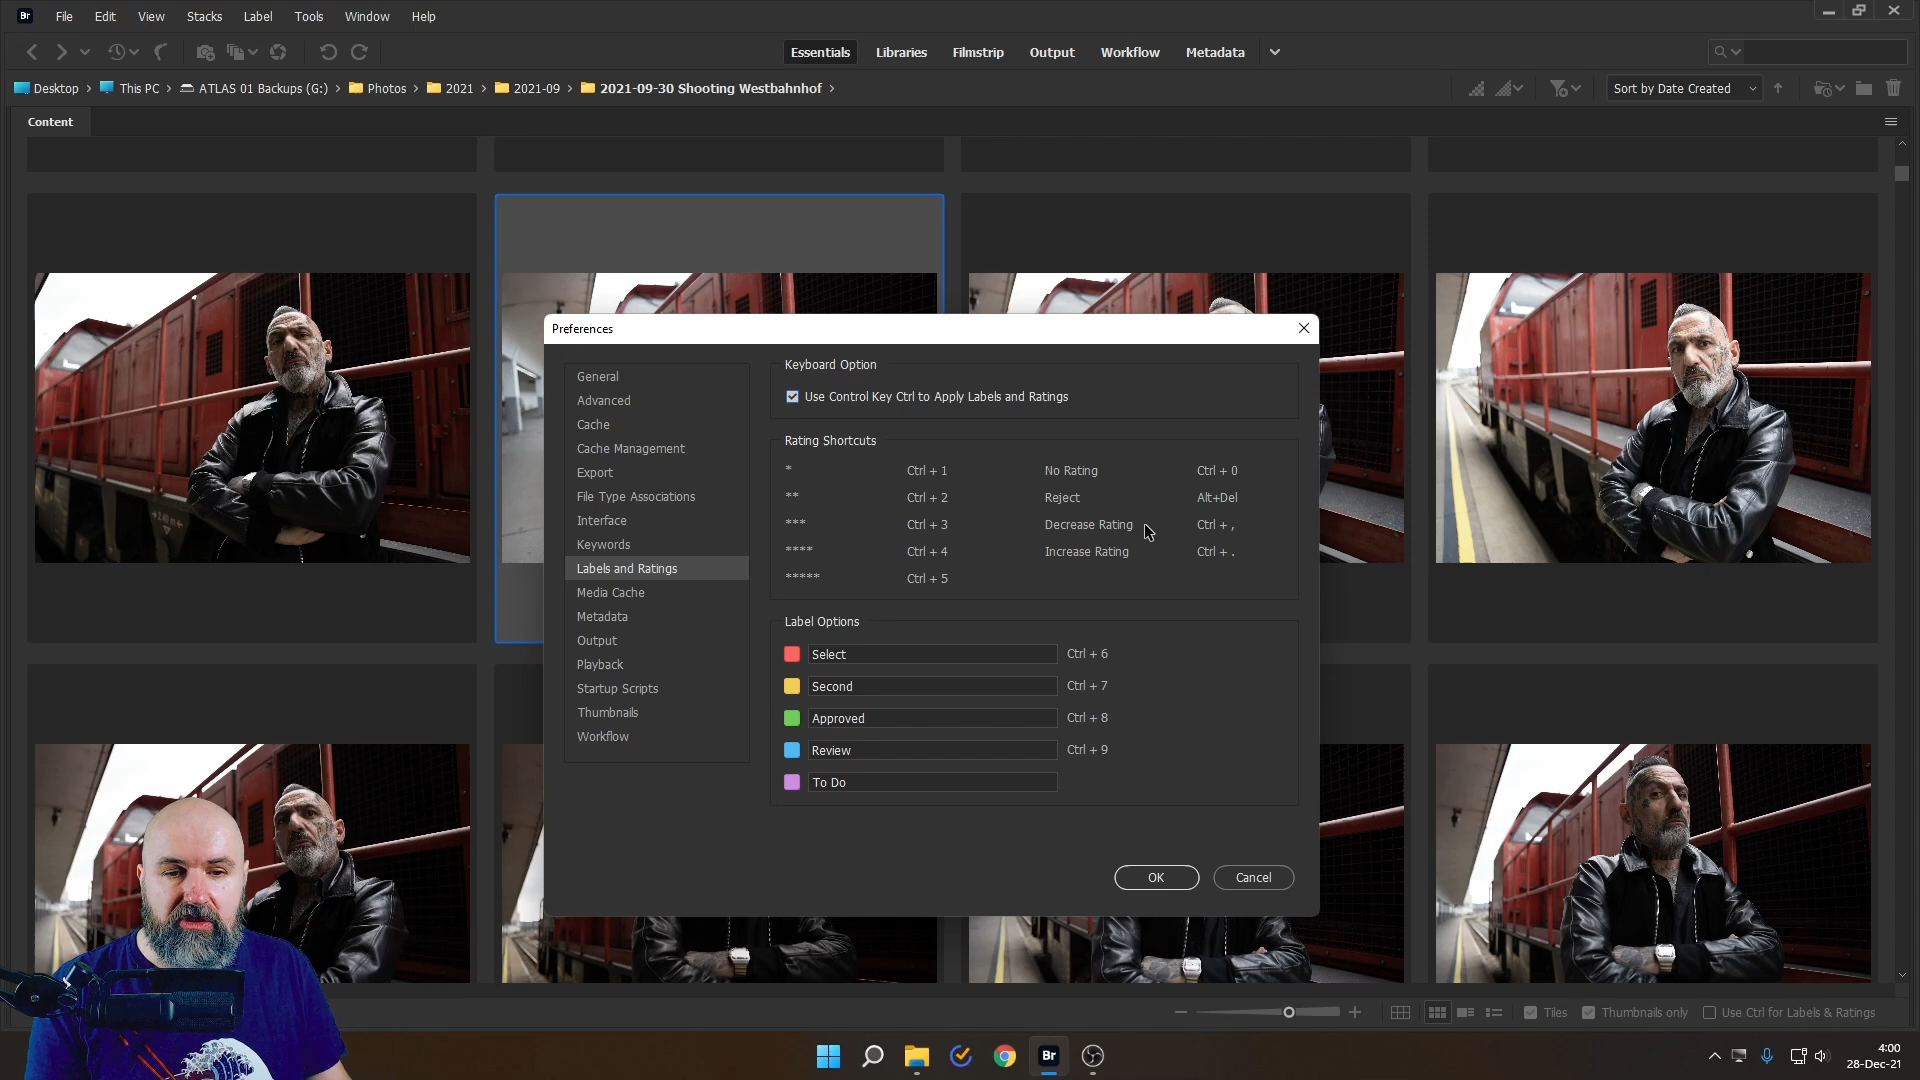 Br File Edit View Stacks Label Tools Window Help
Essentials Libraries Filmstrip Output Workflow Metadata
Desktop This PC ATLAS 01 Backups (G:) Photos 2021 2021-09 2021-09-30 Shooting Westbahnhof Sort by Date Created
Content
Preferences
General
Advanced
Cache
Cache Management
Export
File Type Associations
Interface
Keywords
Labels and Ratings
Media Cache
Metadata
Output
Playback
Startup Scripts
Thumbnails
Workflow
Keyboard Option
Use Control Key Ctrl to Apply Labels and Ratings
Rating Shortcuts
* Ctrl + 1 No Rating Ctrl + 0
** Ctrl + 2 Reject Alt+Del
*** Ctrl + 3 Decrease Rating Ctrl + ,
**** Ctrl + 4 Increase Rating Ctrl + .
***** Ctrl + 5
Label Options
Select Ctrl + 6
Second Ctrl + 7
Approved Ctrl + 8
Review Ctrl + 9
To Do
OK Cancel
Tiles Thumbnails only Use Ctrl for Labels & Ratings
Br
4:00
28-Dec-21